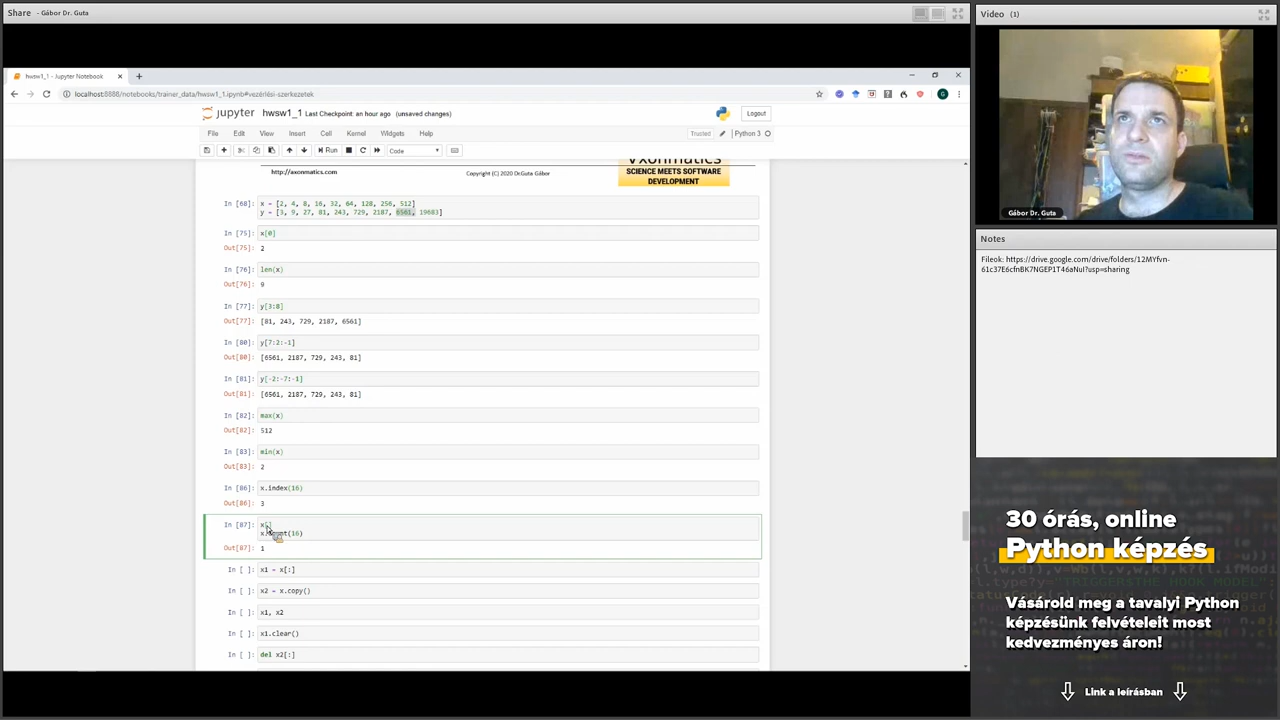 Share - Gábor Dr. Guta
hwsw1_1 - Jupyter Notebook
localhost:8888/notebooks/trainer_data/hwsw1_1.ipynb#vezérlési-szerkezetek
jupyter hwsw1_1 Last Checkpoint: an hour ago (unsaved changes)
Logout
File Edit View Insert Cell Kernel Widgets Help
Trusted Python 3
Run Code
http://axonmatics.com
Copyright (C) 2020 Dr.Guta Gábor
SCIENCE MEETS SOFTWARE
DEVELOPMENT
In [68]: x = [2, 4, 8, 16, 32, 64, 128, 256, 512]
y = [3, 9, 27, 81, 243, 729, 2187, 6561, 19683]
In [75]: x[0]
Out[75]: 2
In [76]: len(x)
Out[76]: 9
In [77]: y[3:8]
Out[77]: [81, 243, 729, 2187, 6561]
In [80]: y[7:2:-1]
Out[80]: [6561, 2187, 729, 243, 81]
In [81]: y[-2:-7:-1]
Out[81]: [6561, 2187, 729, 243, 81]
In [82]: max(x)
Out[82]: 512
In [83]: min(x)
Out[83]: 2
In [86]: x.index(16)
Out[86]: 3
In [87]: x[]
(16)
Out[87]: 1
In [ ]: x1 = x[:]
In [ ]: x2 = x.copy()
In [ ]: x1, x2
In [ ]: x1.clear()
In [ ]: del x2[:]
Video (1)
Gábor Dr. Guta
Notes
Fileok: https://drive.google.com/drive/folders/12MYfvn-
61c37E6cfnBK7NGEP1T46aNuI?usp=sharing
30 órás, online
Python képzés
Vásárold meg a tavalyi Python
képzésünk felvételeit most
kedvezményes áron!
Link a leírásban